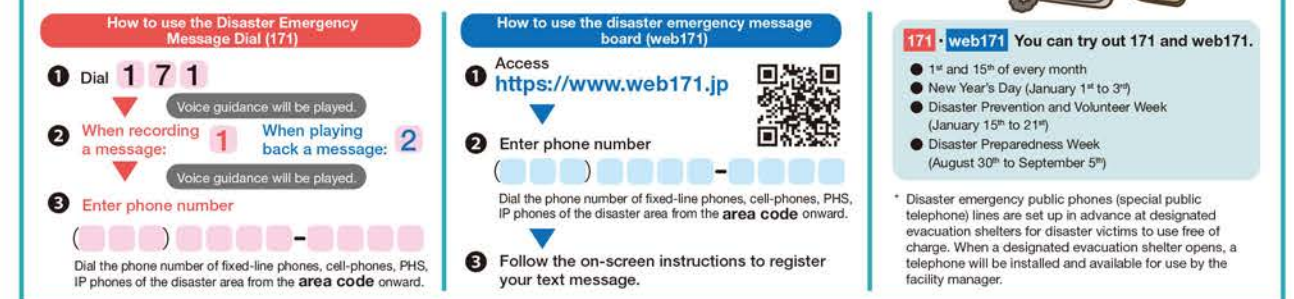 How to use the Disaster Emergency
Message Dial (171)
1 Dial 1 7 1
Voice guidance will be played.
2 When recording
a message: 1 When playing
back a message: 2
Voice guidance will be played.
3 Enter phone number
( ) -
Dial the phone number of fixed-line phones, cell-phones, PHS,
IP phones of the disaster area from the area code onward.
How to use the disaster emergency message
board (web171)
1 Access
https://www.web171.jp
2 Enter phone number
( ) -
Dial the phone number of fixed-line phones, cell-phones, PHS,
IP phones of the disaster area from the area code onward.
3 Follow the on-screen instructions to register
your text message.
171・web171 You can try out 171 and web171.
● 1st and 15th of every month
● New Year's Day (January 1st to 3rd)
● Disaster Prevention and Volunteer Week
(January 15th to 21st)
● Disaster Preparedness Week
(August 30th to September 5th)
* Disaster emergency public phones (special public
telephone) lines are set up in advance at designated
evacuation shelters for disaster victims to use free of
charge. When a designated evacuation shelter opens, a
telephone will be installed and available for use by the
facility manager.